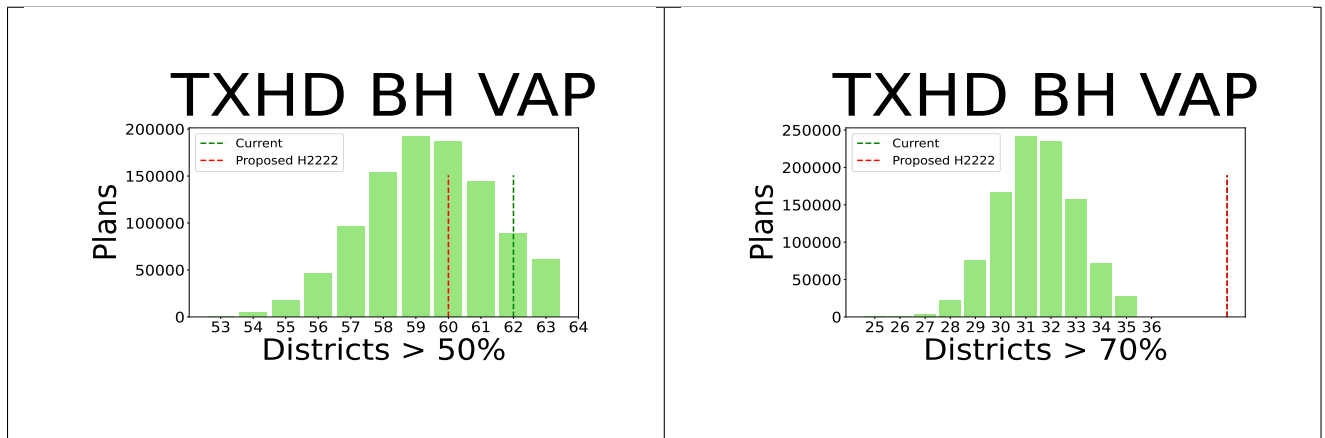 TXHD BH VAP
200000
150000
100000
50000
0
Plans
Current
Proposed H2222
53 54 55 56 57 58 59 60 61 62 63 64
Districts > 50%
TXHD BH VAP
250000
200000
150000
100000
50000
0
Plans
Current
Proposed H2222
25 26 27 28 29 30 31 32 33 34 35 36
Districts > 70%